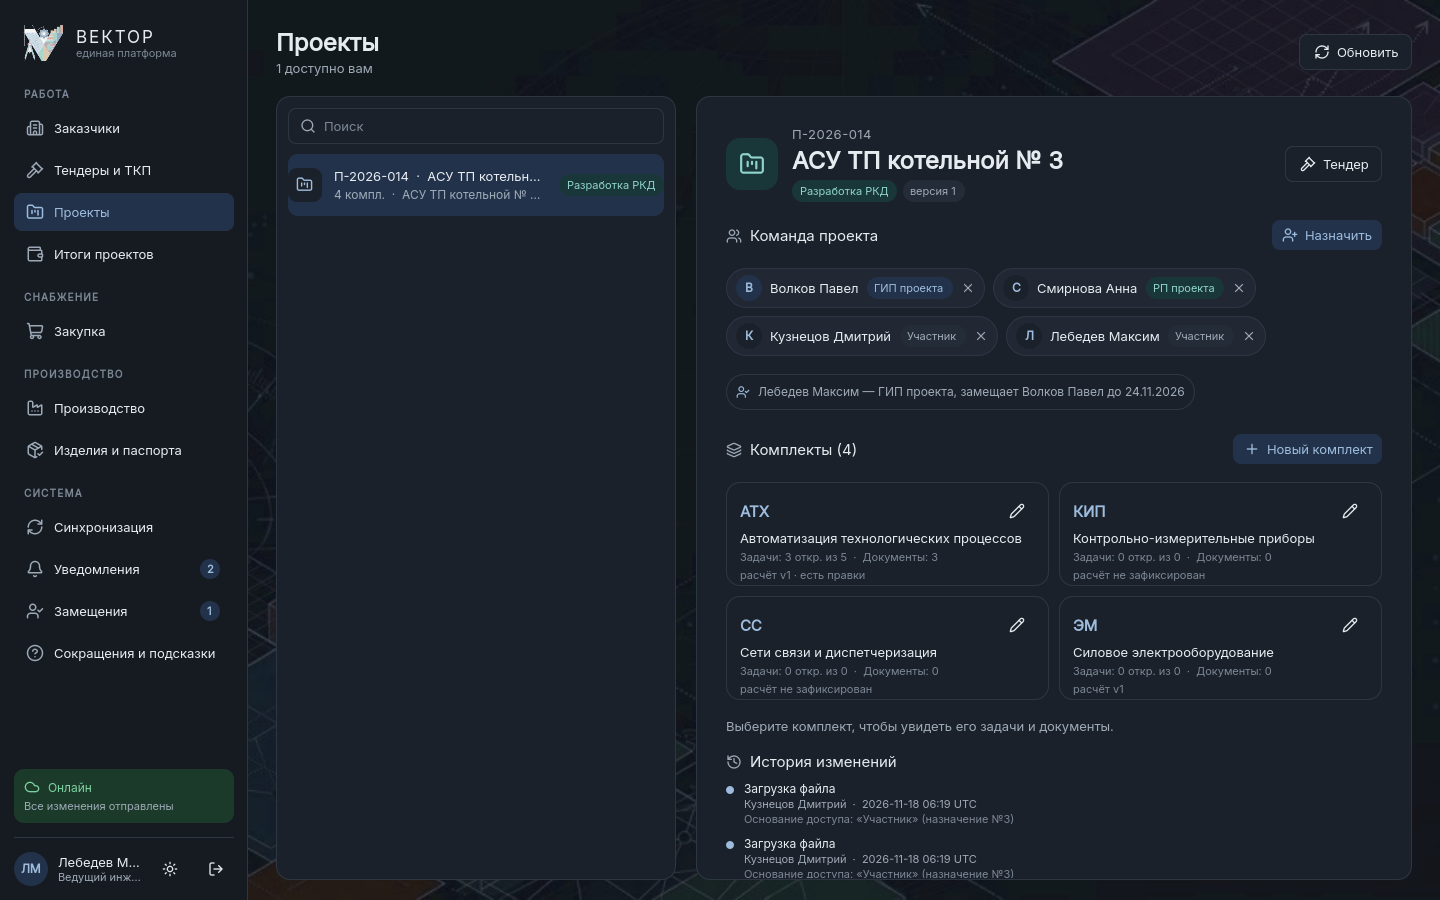 ВЕКТОР
единая платформа
РАБОТА
Заказчики
Тендеры и ТКП
Проекты
Итоги проектов
СНАБЖЕНИЕ
Закупка
ПРОИЗВОДСТВО
Производство
Изделия и паспорта
СИСТЕМА
Синхронизация
Уведомления 2
Замещения 1
Сокращения и подсказки
Онлайн
Все изменения отправлены
ЛМ
Лебедев М...
Ведущий инж...
Проекты
1 доступно вам
Обновить
Поиск
П-2026-014 · АСУ ТП котельн...
4 компл. · АСУ ТП котельной № ...
Разработка РКД
П-2026-014
АСУ ТП котельной № 3
Разработка РКД версия 1
Тендер
Команда проекта
Назначить
В Волков Павел ГИП проекта
С Смирнова Анна РП проекта
К Кузнецов Дмитрий Участник
Л Лебедев Максим Участник
Лебедев Максим — ГИП проекта, замещает Волков Павел до 24.11.2026
Комплекты (4)
Новый комплект
АТХ
Автоматизация технологических процессов
Задачи: 3 откр. из 5 · Документы: 3
расчёт v1 · есть правки
КИП
Контрольно-измерительные приборы
Задачи: 0 откр. из 0 · Документы: 0
расчёт не зафиксирован
СС
Сети связи и диспетчеризация
Задачи: 0 откр. из 0 · Документы: 0
расчёт не зафиксирован
ЭМ
Силовое электрооборудование
Задачи: 0 откр. из 0 · Документы: 0
расчёт v1
Выберите комплект, чтобы увидеть его задачи и документы.
История изменений
Загрузка файла
Кузнецов Дмитрий · 2026-11-18 06:19 UTC
Основание доступа: «Участник» (назначение №3)
Загрузка файла
Кузнецов Дмитрий · 2026-11-18 06:19 UTC
Основание доступа: «Участник» (назначение №3)